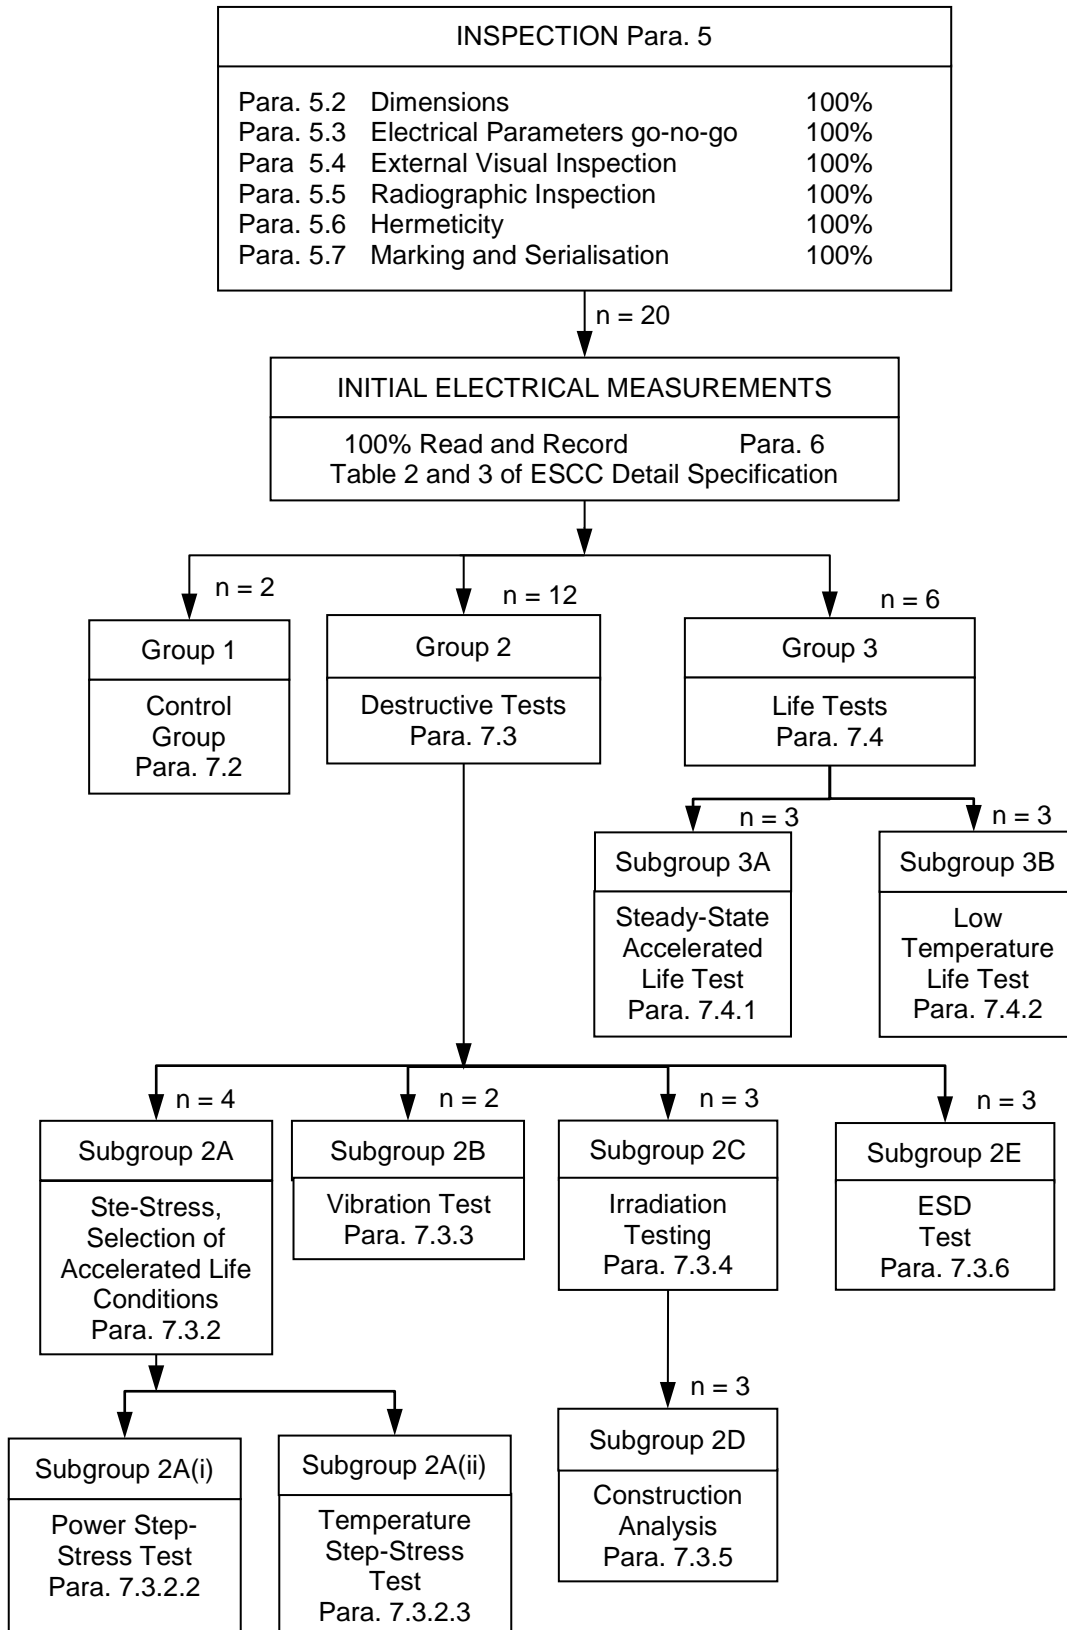 INSPECTION Para. 5
Para. 5.2 Dimensions 100%
Para. 5.3 Electrical Parameters go-no-go 100%
Para 5.4 External Visual Inspection 100%
Para. 5.5 Radiographic Inspection 100%
Para. 5.6 Hermeticity 100%
Para. 5.7 Marking and Serialisation 100%
n = 20
INITIAL ELECTRICAL MEASUREMENTS
100% Read and Record Para. 6
Table 2 and 3 of ESCC Detail Specification
n = 2
n = 12
n = 6
Group 1
Control
Group
Para. 7.2
Group 2
Destructive Tests
Para. 7.3
Group 3
Life Tests
Para. 7.4
n = 3
n = 3
Subgroup 3A
Steady-State
Accelerated
Life Test
Para. 7.4.1
Subgroup 3B
Low
Temperature
Life Test
Para. 7.4.2
n = 4
n = 2
n = 3
n = 3
Subgroup 2A
Ste-Stress,
Selection of
Accelerated Life
Conditions
Para. 7.3.2
Subgroup 2B
Vibration Test
Para. 7.3.3
Subgroup 2C
Irradiation
Testing
Para. 7.3.4
Subgroup 2E
ESD
Test
Para. 7.3.6
n = 3
Subgroup 2A(i)
Power Step-
Stress Test
Para. 7.3.2.2
Subgroup 2A(ii)
Temperature
Step-Stress
Test
Para. 7.3.2.3
Subgroup 2D
Construction
Analysis
Para. 7.3.5